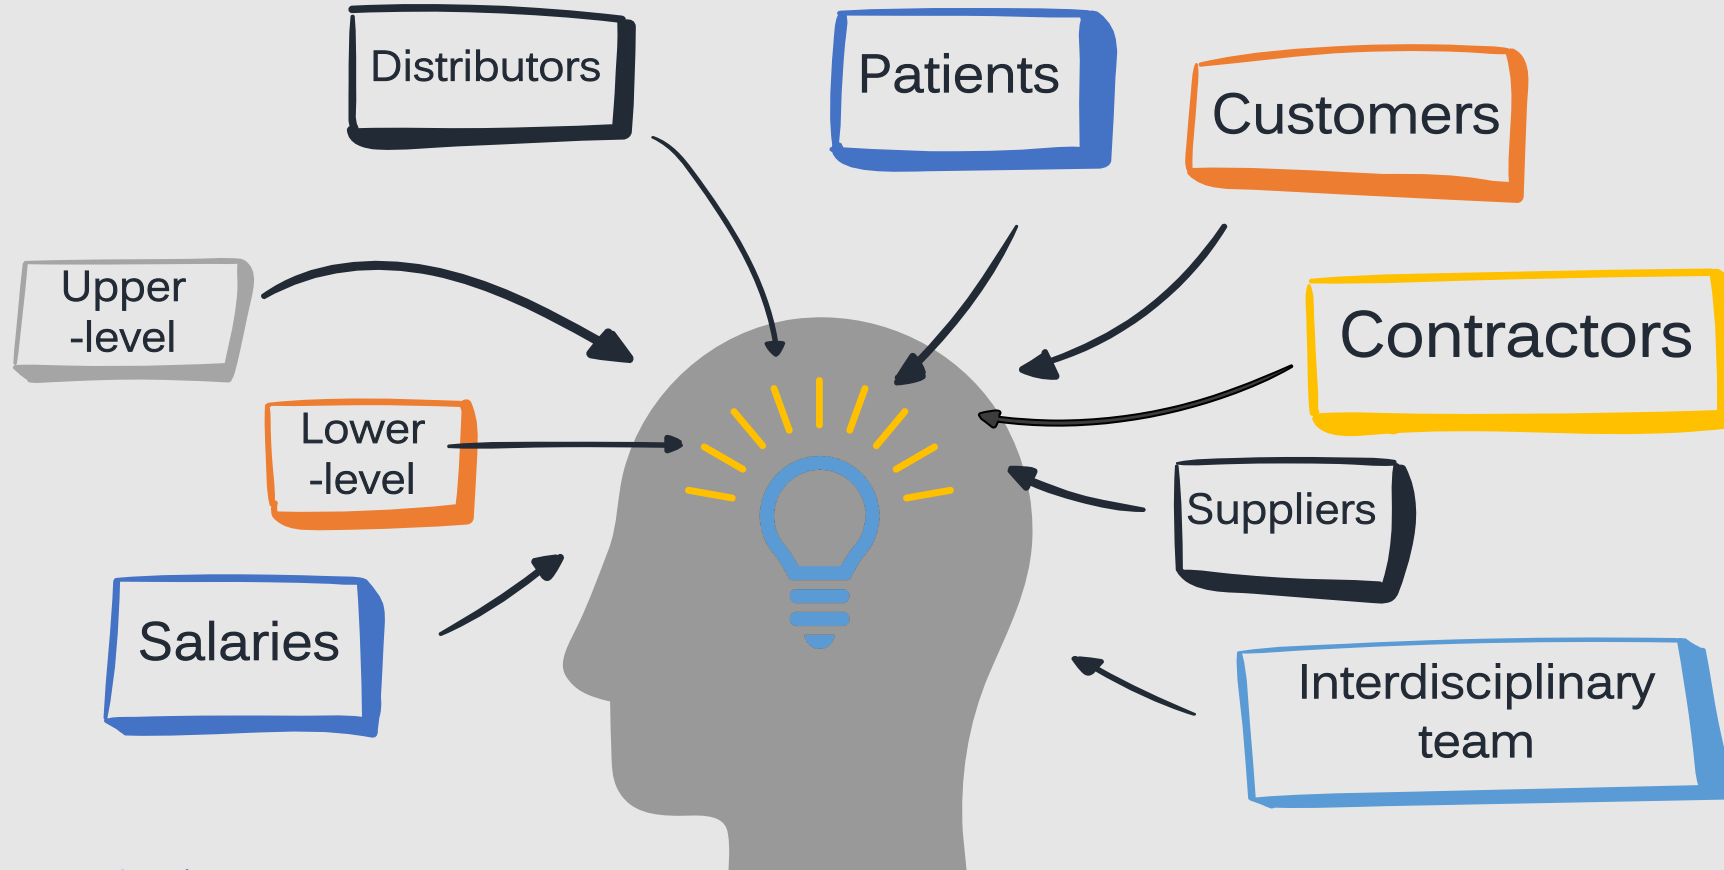 Distributors
Patients
Customers
Upper
-level
Contractors
Lower
-level
Suppliers
Salaries
Interdisciplinary
team